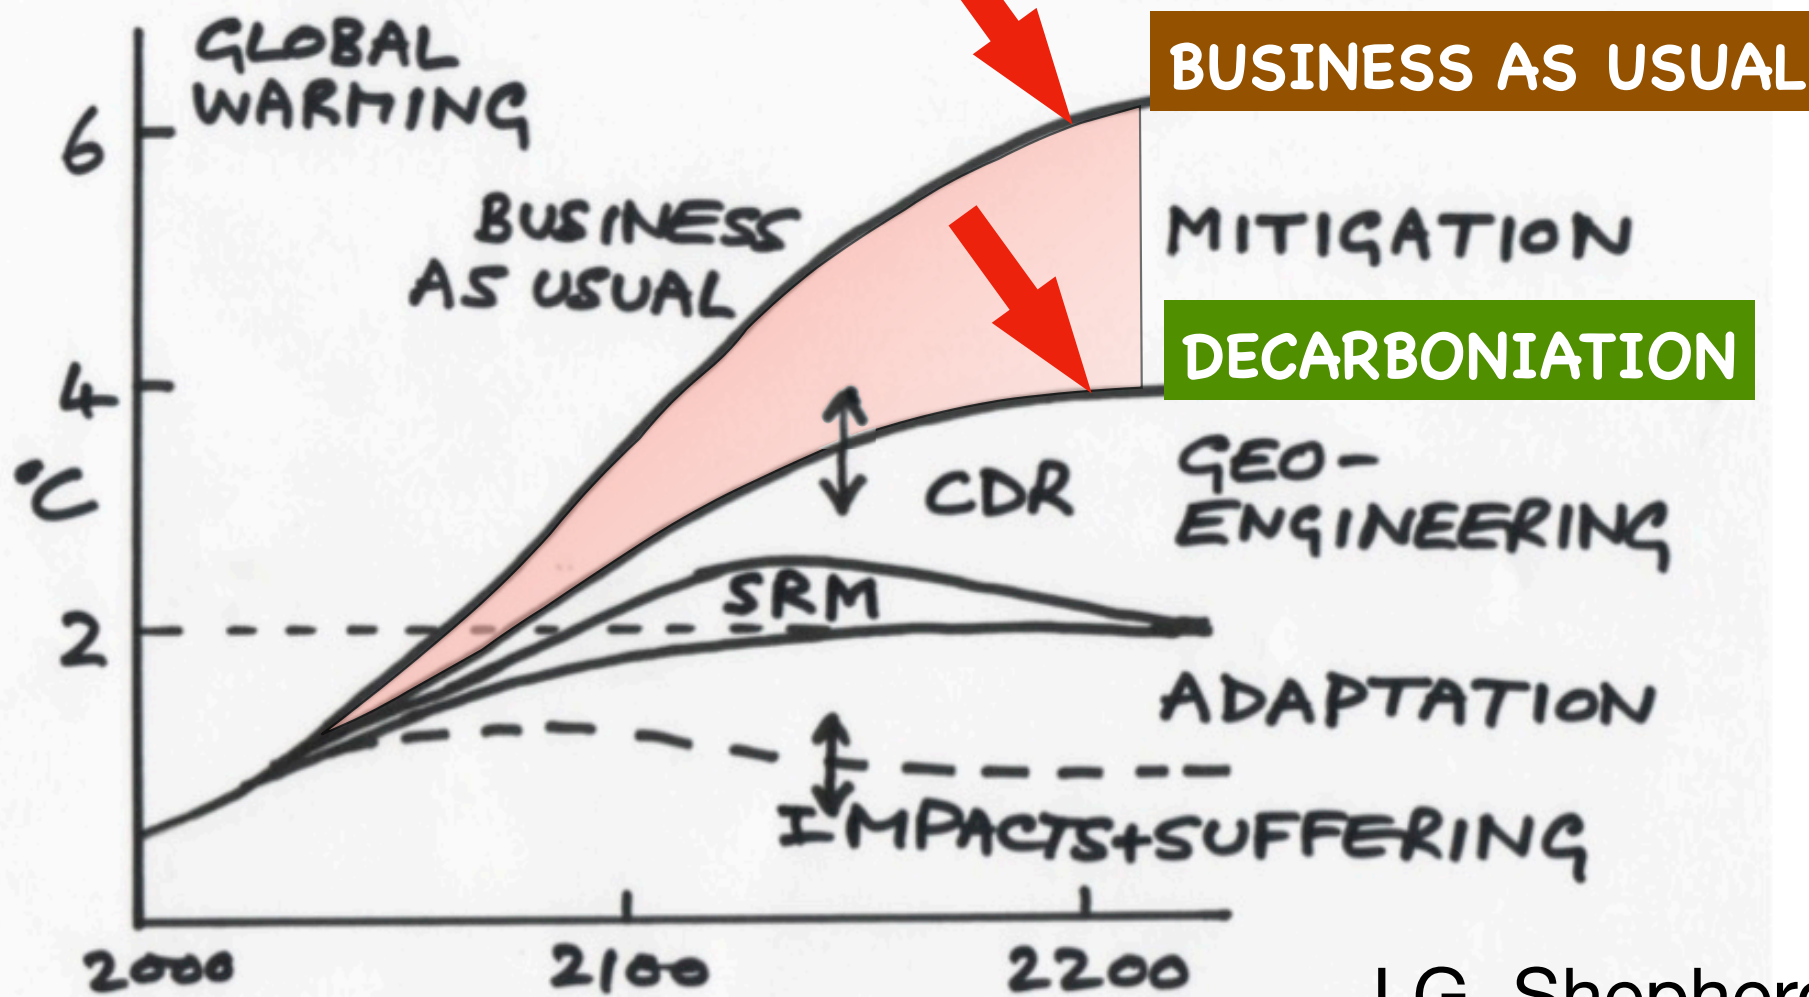 GLOBAL
WARMING
BUSINESS AS USUAL
6
BUSINESS
AS USUAL
MITIGATION
DECARBONIATION
4
°C
CDR
GEO-
ENGINEERING
SRM
2
ADAPTATION
IMPACTS+SUFFERING
2000
2100
2200
J.G.